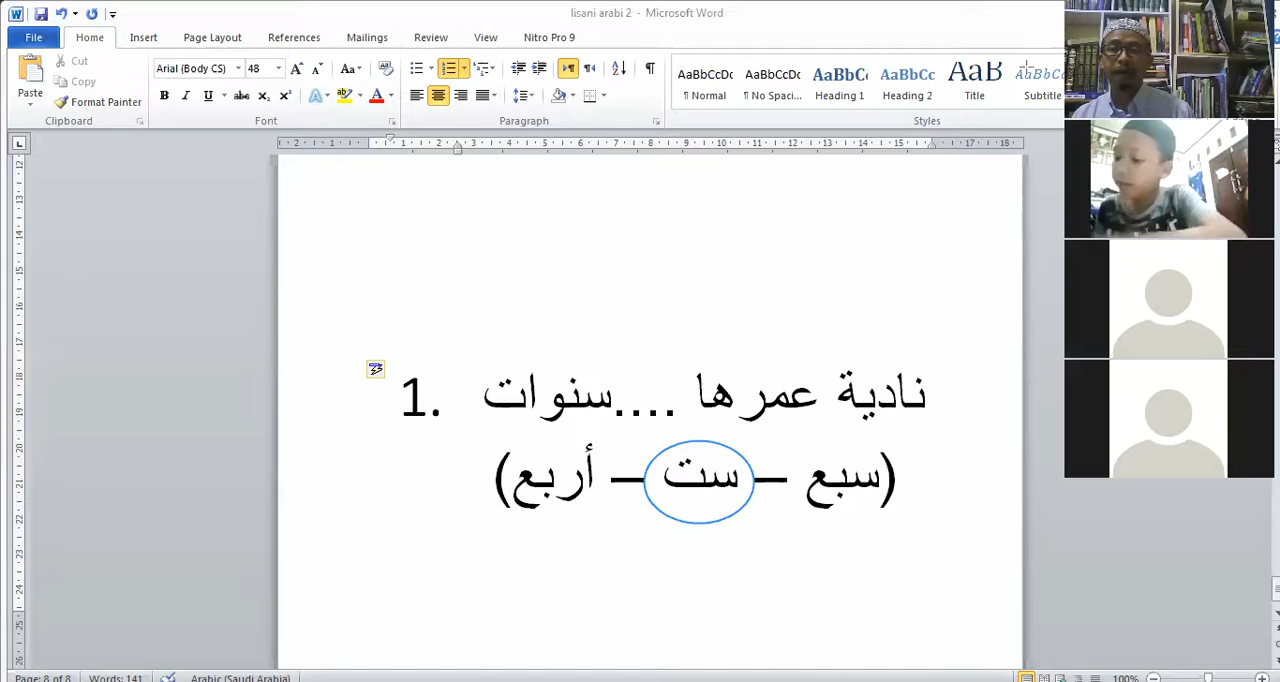 lisani arabi 2 - Microsoft Word
File Home Insert Page Layout References Mailings Review View Nitro Pro 9
Paste
Cut
Copy
Format Painter
Clipboard
Arial (Body CS) 48
Font
Paragraph
AaBbCcDc AaBbCcDc AaBbC AaBbCc AaB AaBbCc
¶ Normal ¶ No Spaci... Heading 1 Heading 2 Title Subtitle
Styles
1. نادية عمرها ....سنوات
(سبع – ست – أربع)
Page: 8 of 8 Words: 141 Arabic (Saudi Arabia) 100%